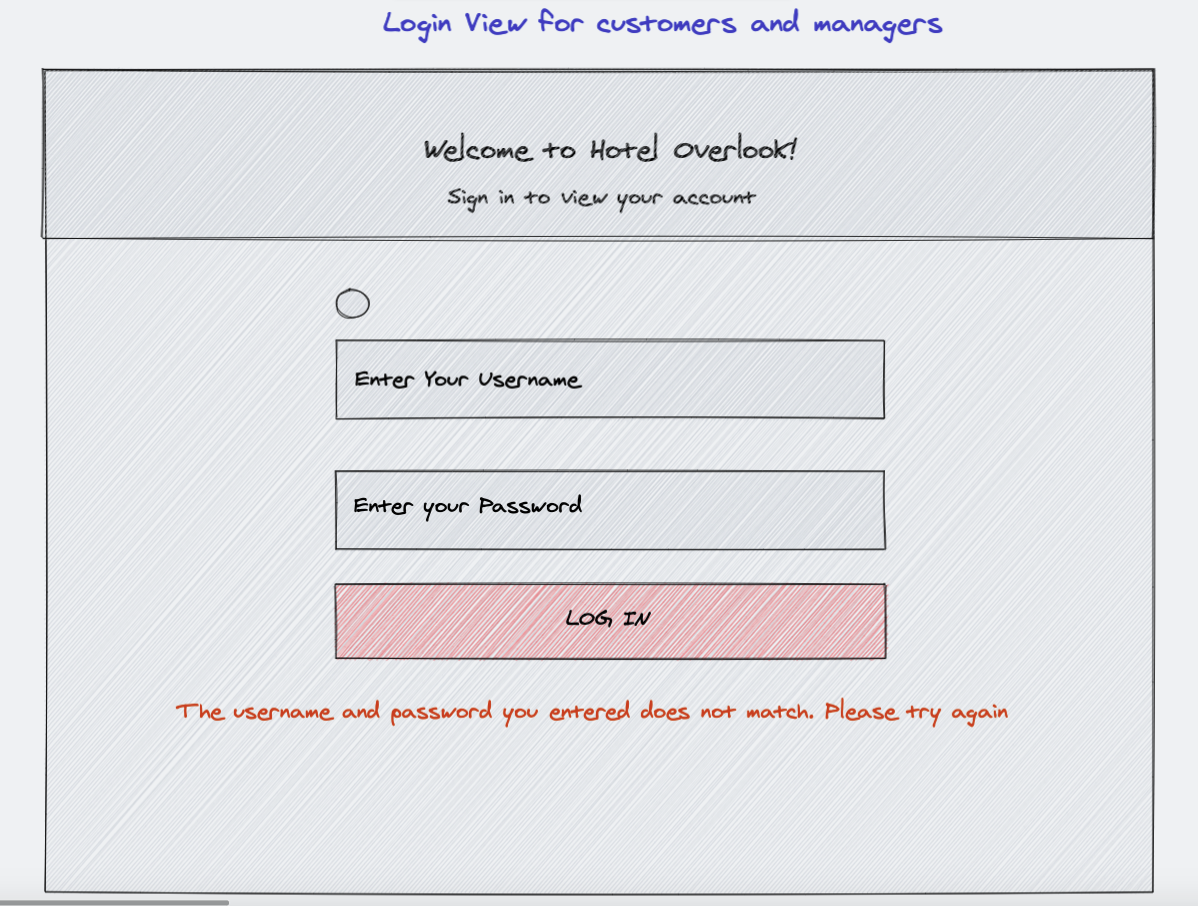 Login View for customers and managers
Welcome to Hotel Overlook!
Sign in to view your account
Enter Your Username
Enter your Password
LOG IN
The username and password you entered does not match. Please try again